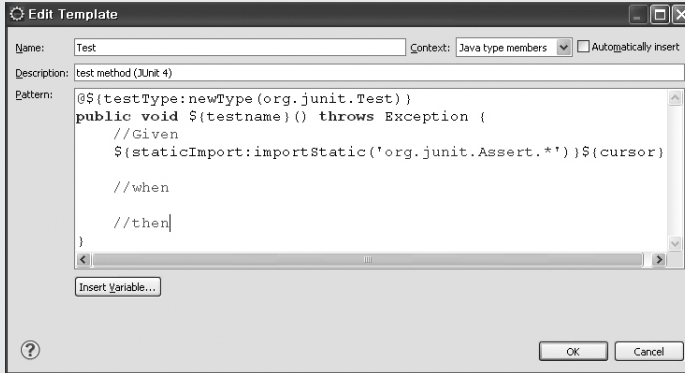 Edit Template
Name: Test Context: Java type members Automatically insert
Description: test method (JUnit 4)
Pattern: @${testType:newType(org.junit.Test)}
public void ${testname}() throws Exception {
//Given
${staticImport:importStatic('org.junit.Assert.*')}${cursor}
//when
//then
}
Insert Variable...
?
OK Cancel